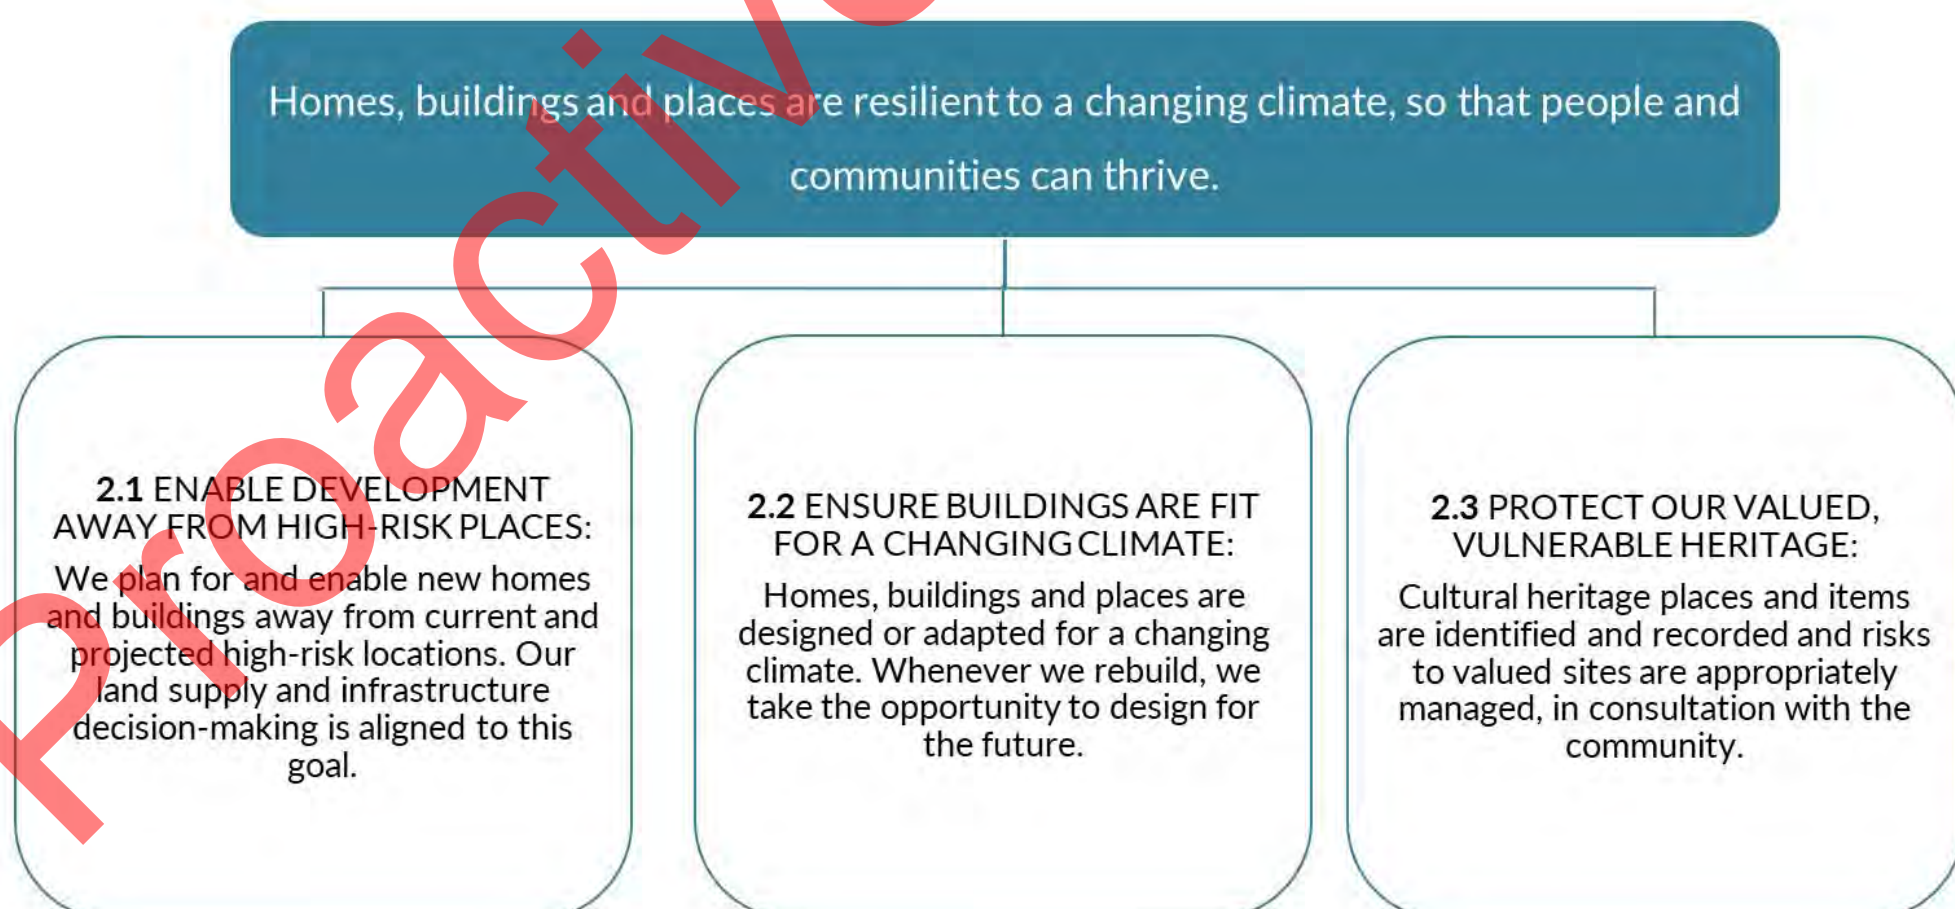 Homes, buildings and places are resilient to a changing climate, so that people and
communities can thrive.
2.1 ENABLE DEVELOPMENT
AWAY FROM HIGH-RISK PLACES:
We plan for and enable new homes
and buildings away from current and
projected high-risk locations. Our
land supply and infrastructure
decision-making is aligned to this
goal.
2.2 ENSURE BUILDINGS ARE FIT
FOR A CHANGING CLIMATE:
Homes, buildings and places are
designed or adapted for a changing
climate. Whenever we rebuild, we
take the opportunity to design for
the future.
2.3 PROTECT OUR VALUED,
VULNERABLE HERITAGE:
Cultural heritage places and items
are identified and recorded and risks
to valued sites are appropriately
managed, in consultation with the
community.
Proactive